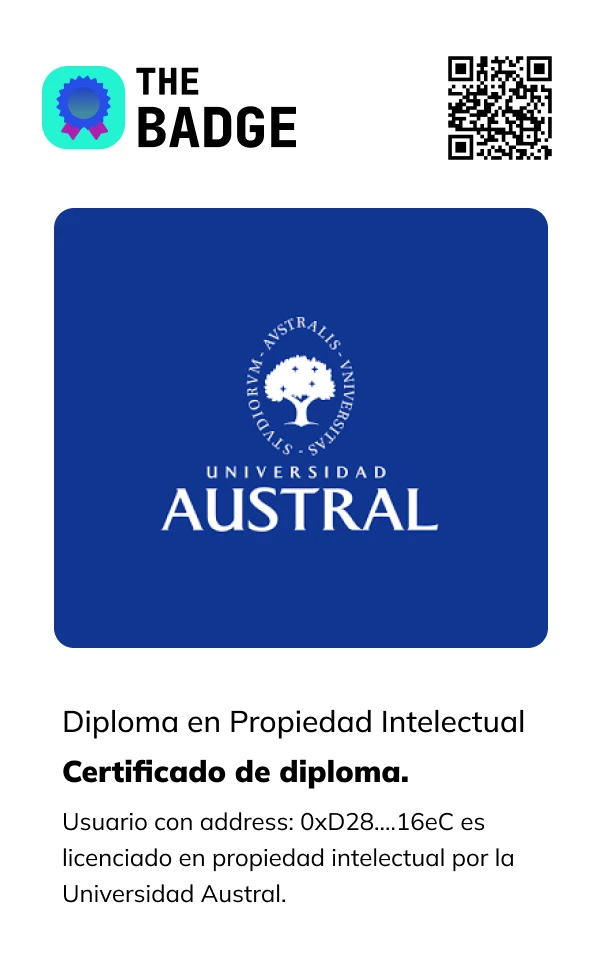 THE
BADGE
STVDIORVM - AVSTRALIS - VNIVERSITAS -
UNIVERSIDAD
AUSTRAL
Diploma en Propiedad Intelectual
Certificado de diploma.
Usuario con address: 0xD28....16eC es
licenciado en propiedad intelectual por la
Universidad Austral.